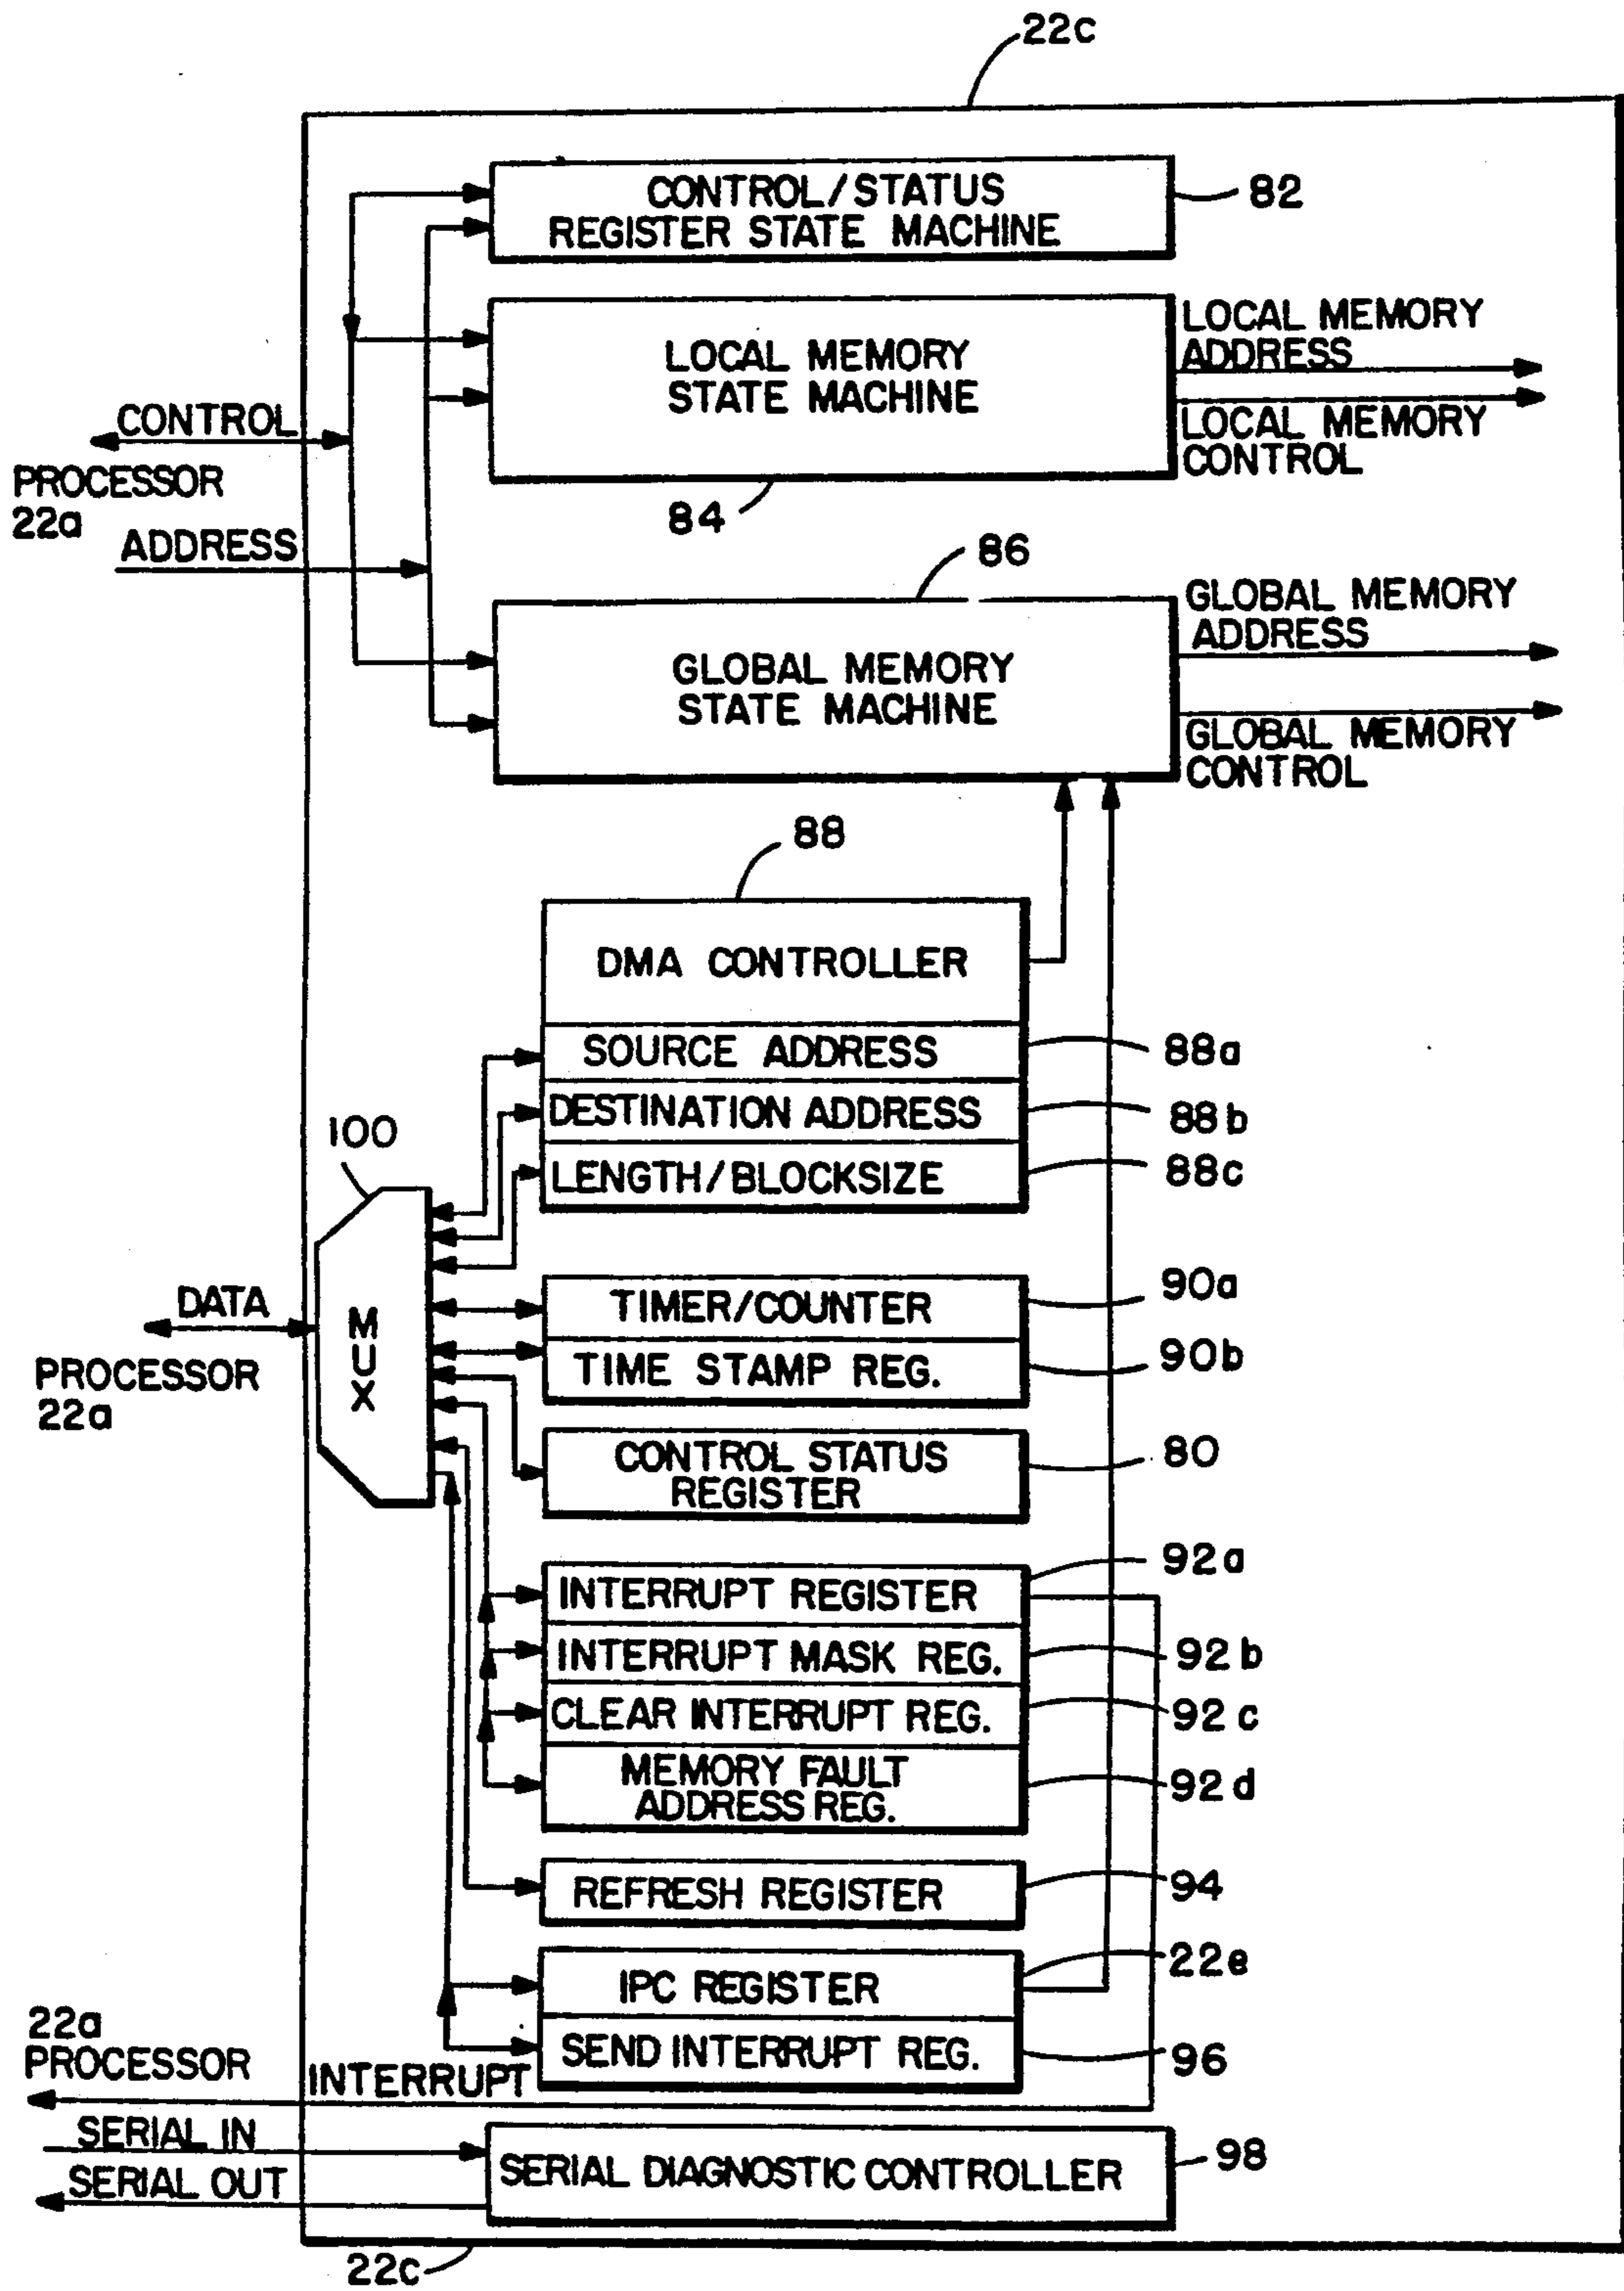 22c
CONTROL/STATUS
REGISTER STATE MACHINE
82
LOCAL MEMORY
STATE MACHINE
84
LOCAL MEMORY
ADDRESS
LOCAL MEMORY
CONTROL
CONTROL
PROCESSOR
22a
ADDRESS
86
GLOBAL MEMORY
STATE MACHINE
GLOBAL MEMORY
ADDRESS
GLOBAL MEMORY
CONTROL
88
DMA CONTROLLER
SOURCE ADDRESS
88a
DESTINATION ADDRESS
88b
LENGTH/BLOCKSIZE
88c
100
MUX
DATA
PROCESSOR
22a
TIMER/COUNTER
90a
TIME STAMP REG.
90b
CONTROL STATUS
REGISTER
80
INTERRUPT REGISTER
92a
INTERRUPT MASK REG.
92b
CLEAR INTERRUPT REG.
92c
MEMORY FAULT
ADDRESS REG.
92d
REFRESH REGISTER
94
IPC REGISTER
22e
SEND INTERRUPT REG.
96
22a
PROCESSOR
INTERRUPT
SERIAL IN
SERIAL OUT
SERIAL DIAGNOSTIC CONTROLLER
98
22c